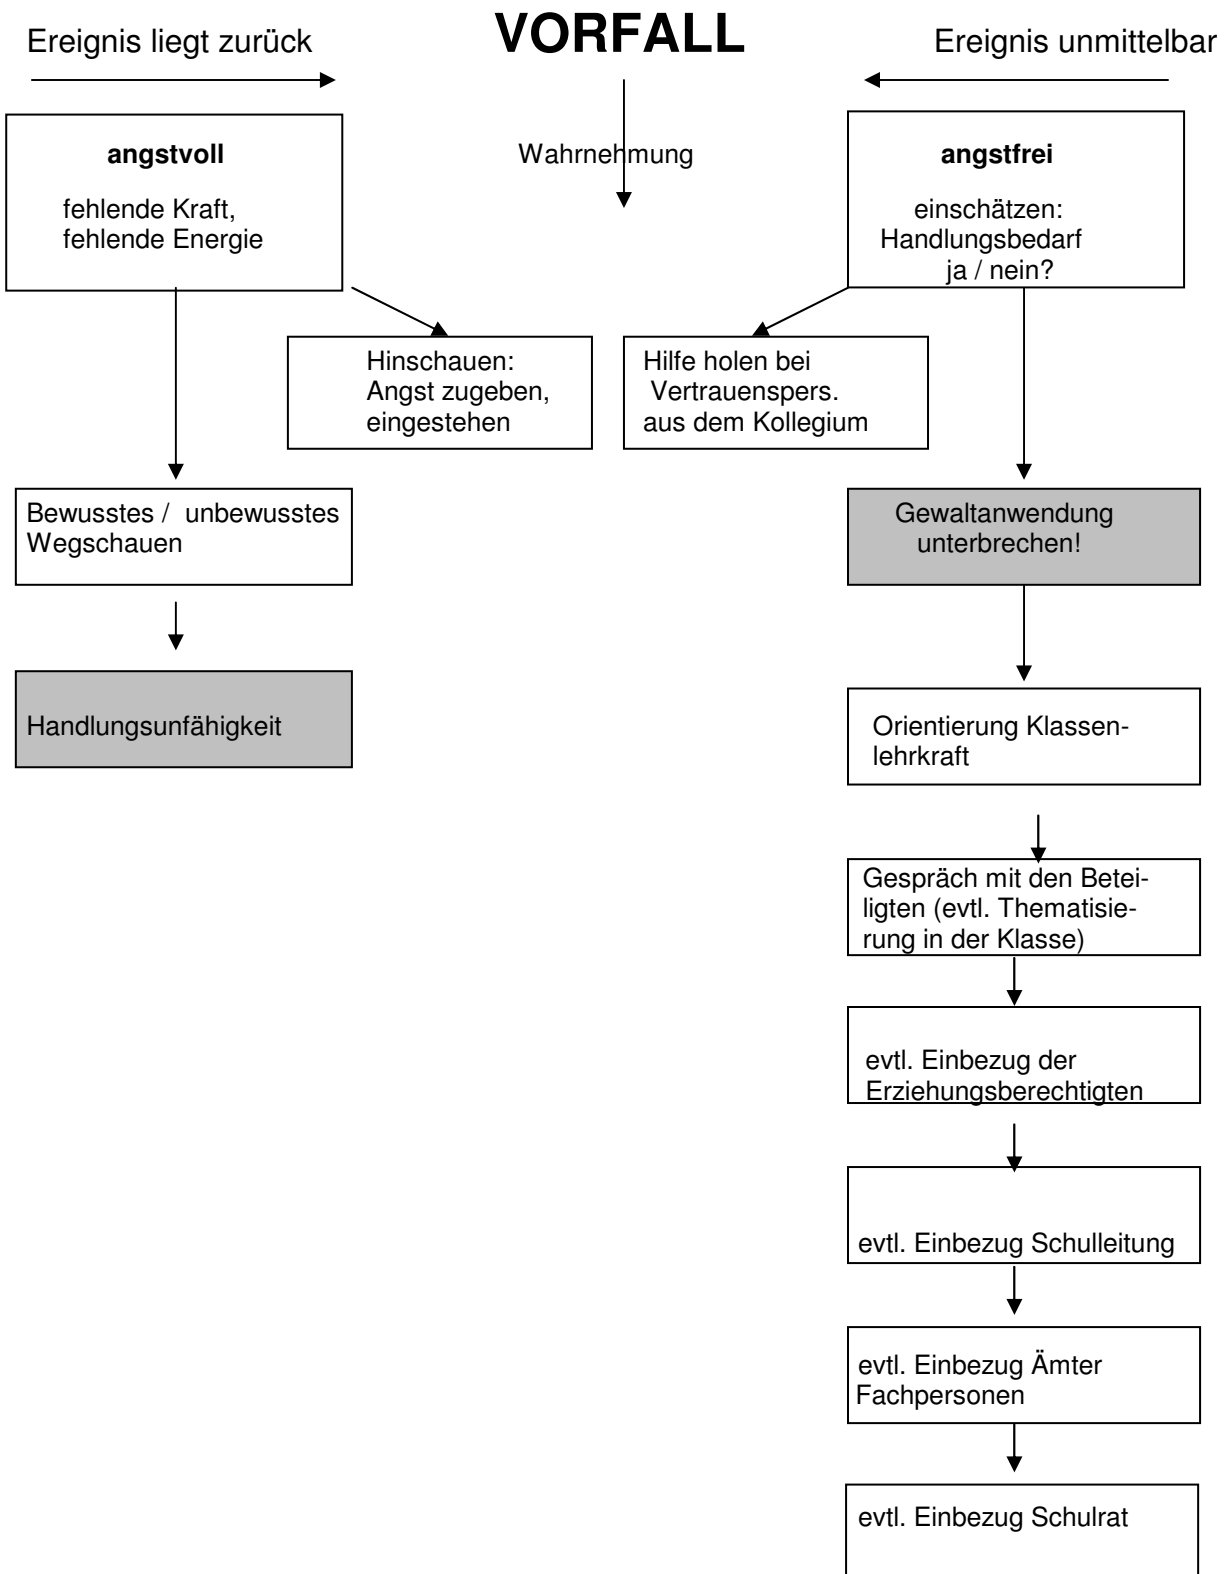 Ereignis liegt zurück
VORFALL
Ereignis unmittelbar
angstvoll
fehlende Kraft,
fehlende Energie
Wahrnehmung
angstfrei
einschätzen:
Handlungsbedarf
ja / nein?
Hinschauen:
Angst zugeben,
eingestehen
Hilfe holen bei
Vertrauenspers.
aus dem Kollegium
Bewusstes / unbewusstes
Wegschauen
Gewaltanwendung
unterbrechen!
Handlungsunfähigkeit
Orientierung Klassen-
lehrkraft
Gespräch mit den Betei-
ligten (evtl. Thematisie-
rung in der Klasse)
evtl. Einbezug der
Erziehungsberechtigten
evtl. Einbezug Schulleitung
evtl. Einbezug Ämter
Fachpersonen
evtl. Einbezug Schulrat